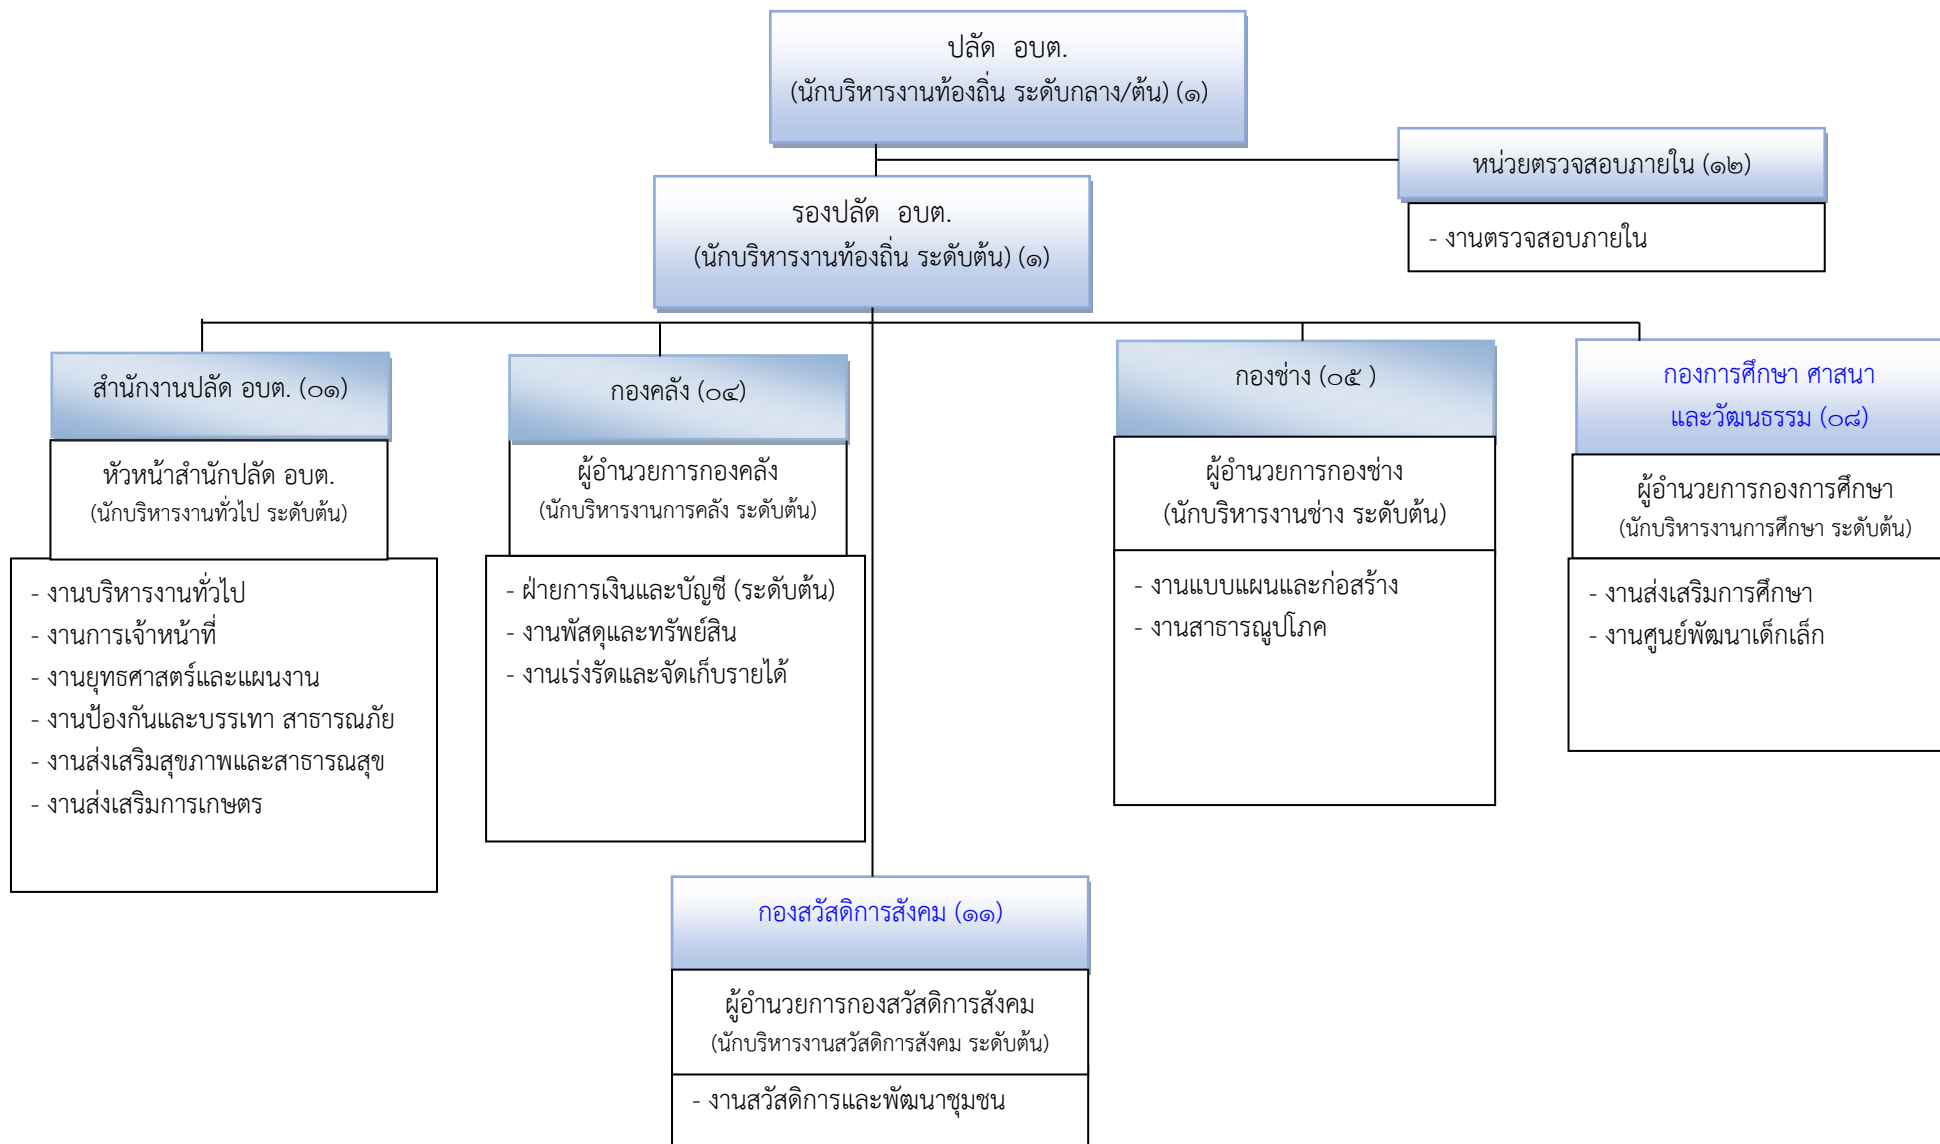 ปลัด  อบต.
(นักบริหารงานท้องถิ่น ระดับกลาง/ต้น) (๑)
หน่วยตรวจสอบภายใน (๑๒)
- งานตรวจสอบภายใน
รองปลัด  อบต.
(นักบริหารงานท้องถิ่น ระดับต้น) (๑)
สำนักงานปลัด อบต. (๐๑)
หัวหน้าสำนักปลัด อบต.
(นักบริหารงานทั่วไป ระดับต้น)
- งานบริหารงานทั่วไป
- งานการเจ้าหน้าที่
- งานยุทธศาสตร์และแผนงาน
- งานป้องกันและบรรเทา สาธารณภัย
- งานส่งเสริมสุขภาพและสาธารณสุข
- งานส่งเสริมการเกษตร
กองคลัง (๐๔)
ผู้อำนวยการกองคลัง
(นักบริหารงานการคลัง ระดับต้น)
- ฝ่ายการเงินและบัญชี (ระดับต้น)
- งานพัสดุและทรัพย์สิน
- งานเร่งรัดและจัดเก็บรายได้
กองช่าง (๐๕ )
ผู้อำนวยการกองช่าง
(นักบริหารงานช่าง ระดับต้น)
- งานแบบแผนและก่อสร้าง
- งานสาธารณูปโภค
กองการศึกษา ศาสนา
และวัฒนธรรม (๐๘)
ผู้อำนวยการกองการศึกษา
(นักบริหารงานการศึกษา ระดับต้น)
- งานส่งเสริมการศึกษา
- งานศูนย์พัฒนาเด็กเล็ก
กองสวัสดิการสังคม (๑๑)
ผู้อำนวยการกองสวัสดิการสังคม
(นักบริหารงานสวัสดิการสังคม ระดับต้น)
- งานสวัสดิการและพัฒนาชุมชน